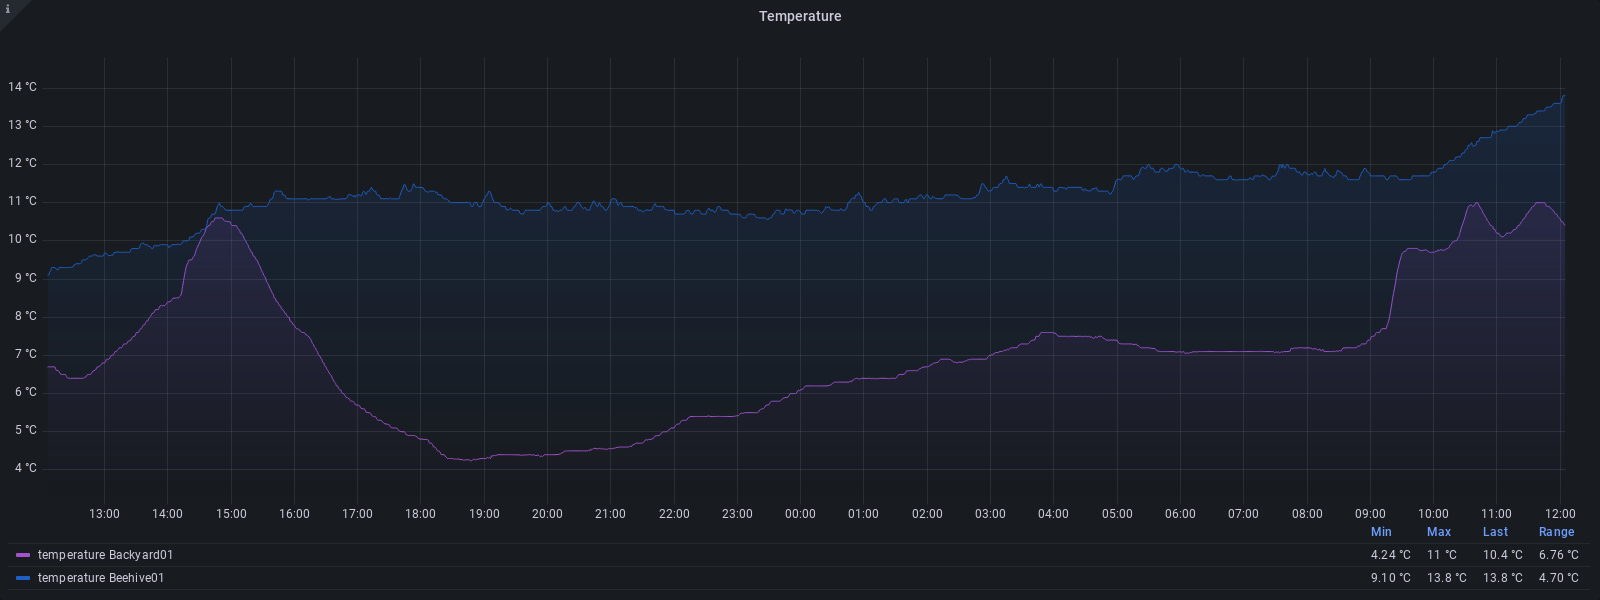 i
Temperature
14 °C
13 °C
12 °C
11 °C
10 °C
9 °C
8 °C
7 °C
6 °C
5 °C
4 °C
13:00 14:00 15:00 16:00 17:00 18:00 19:00 20:00 21:00 22:00 23:00 00:00 01:00 02:00 03:00 04:00 05:00 06:00 07:00 08:00 09:00 10:00 11:00 12:00
Min Max Last Range
temperature Backyard01 4.24 °C 11 °C 10.4 °C 6.76 °C
temperature Beehive01 9.10 °C 13.8 °C 13.8 °C 4.70 °C